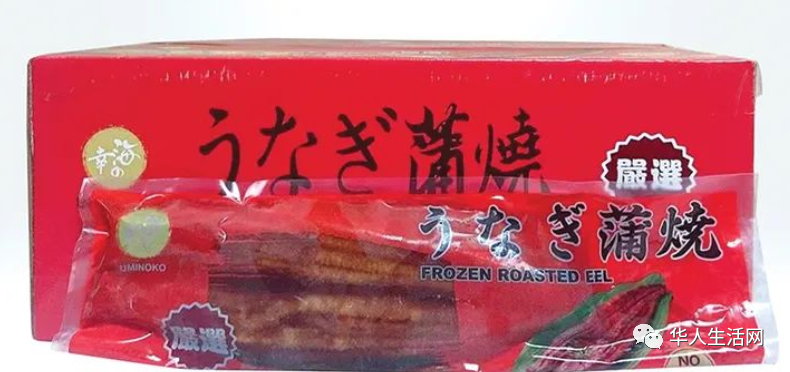 うなぎ蒲燒
海の幸
嚴選
うなぎ蒲焼
FROZEN ROASTED EEL
UMINOKO
嚴選
NO
华人生活网